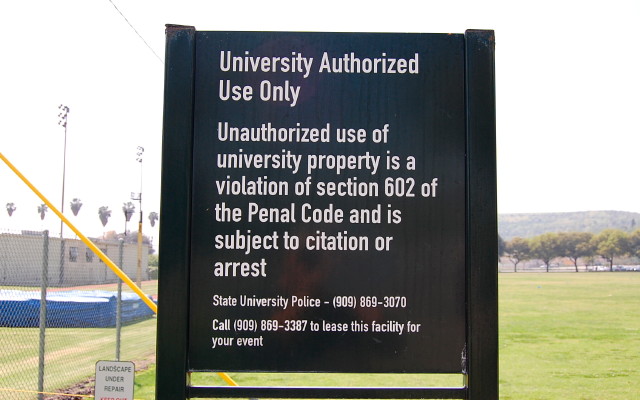 University Authorized
Use Only
Unauthorized use of
university property is a
violation of section 602 of
the Penal Code and is
subject to citation or
arrest
State University Police - (909) 869-3070
Call (909) 869-3387 to lease this facility for
your event
LANDSCAPE
UNDER
REPAIR
KEEP OUT